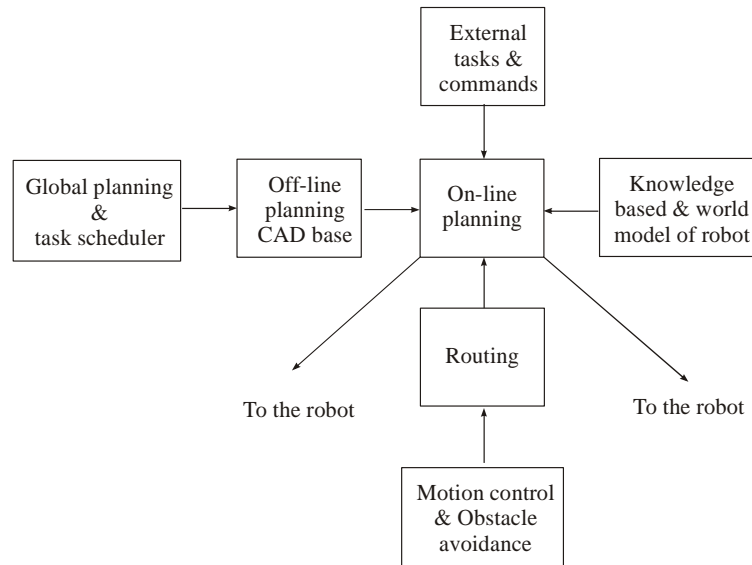 External
tasks &
commands
Global planning
&
task scheduler
Off-line
planning
CAD base
On-line
planning
Knowledge
based & world
model of robot
Routing
To the robot
To the robot
Motion control
& Obstacle
avoidance